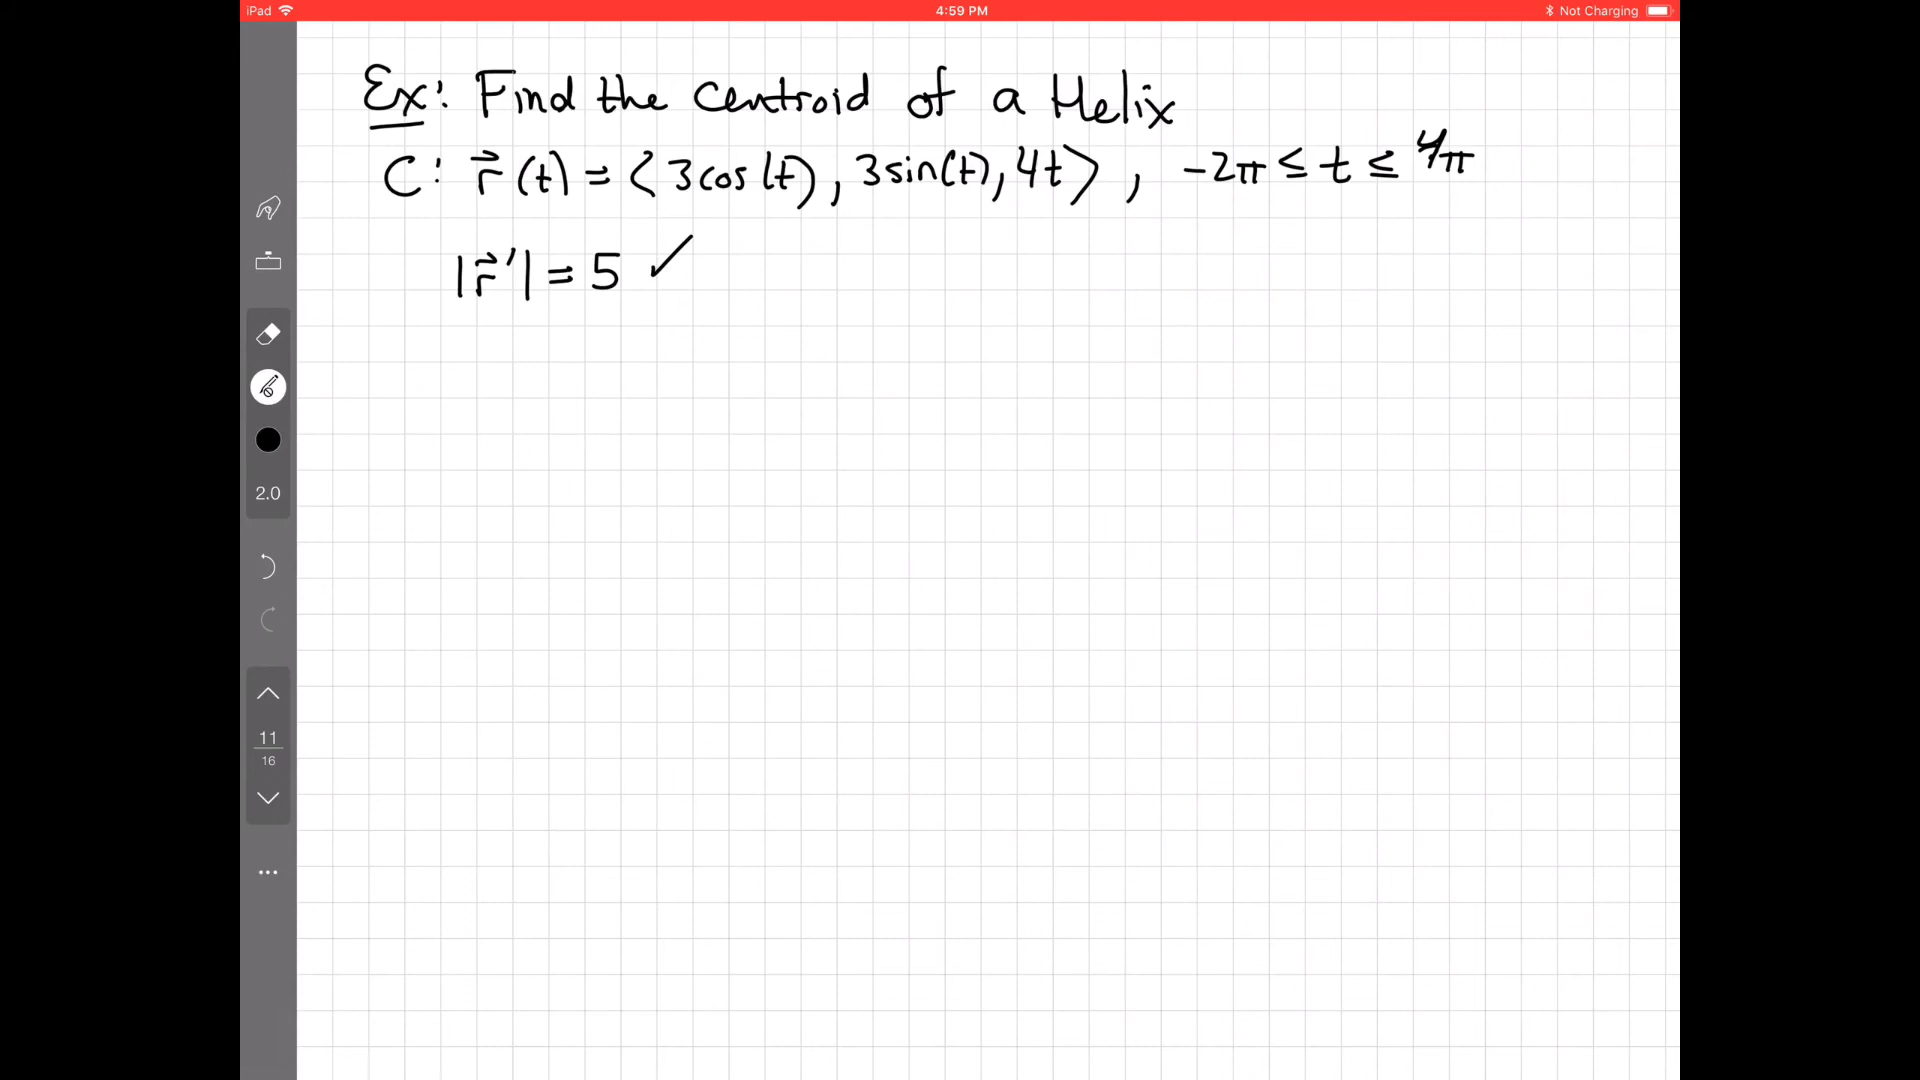 iPad 4:59 PM Not Charging
Ex: Find the Centroid of a Helix
C: r⃗(t) = ⟨3cos(t), 3sin(t), 4t⟩, -2π ≤ t ≤ 4π
|r⃗'| = 5 ✓
2.0
11
16